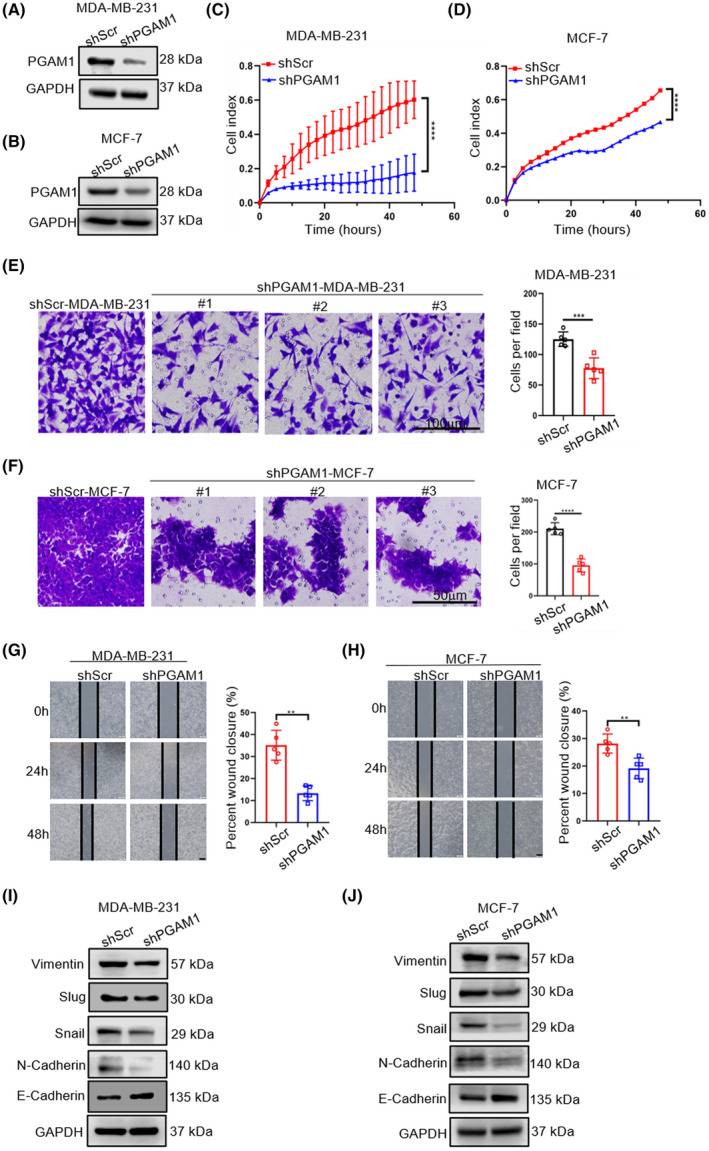 (A)
MDA-MB-231
shScr
shPGAM1
PGAM1
28 kDa
GAPDH
37 kDa
(B)
MCF-7
shScr
shPGAM1
PGAM1
28 kDa
GAPDH
37 kDa
(C)
MDA-MB-231
shScr
shPGAM1
Cell index
1.0
0.8
0.6
0.4
0.2
0.0
0
20
40
60
Time (hours)
****
(D)
MCF-7
shScr
shPGAM1
Cell index
1.0
0.8
0.6
0.4
0.2
0.0
0
20
40
60
Time (hours)
****
(E)
shPGAM1-MDA-MB-231
shScr-MDA-MB-231
#1
#2
#3
100μm
MDA-MB-231
Cells per field
200
150
100
50
0
***
shScr
shPGAM1
(F)
shPGAM1-MCF-7
shScr-MCF-7
#1
#2
#3
50μm
MCF-7
Cells per field
300
200
100
0
****
shScr
shPGAM1
(G)
MDA-MB-231
shScr
shPGAM1
0h
24h
48h
Percent wound closure (%)
50
40
30
20
10
0
**
shScr
shPGAM1
(H)
MCF-7
shScr
shPGAM1
0h
24h
48h
Percent wound closure (%)
40
30
20
10
0
**
shScr
shPGAM1
(I)
MDA-MB-231
shScr
shPGAM1
Vimentin
57 kDa
Slug
30 kDa
Snail
29 kDa
N-Cadherin
140 kDa
E-Cadherin
135 kDa
GAPDH
37 kDa
(J)
MCF-7
shScr
shPGAM1
Vimentin
57 kDa
Slug
30 kDa
Snail
29 kDa
N-Cadherin
140 kDa
E-Cadherin
135 kDa
GAPDH
37 kDa